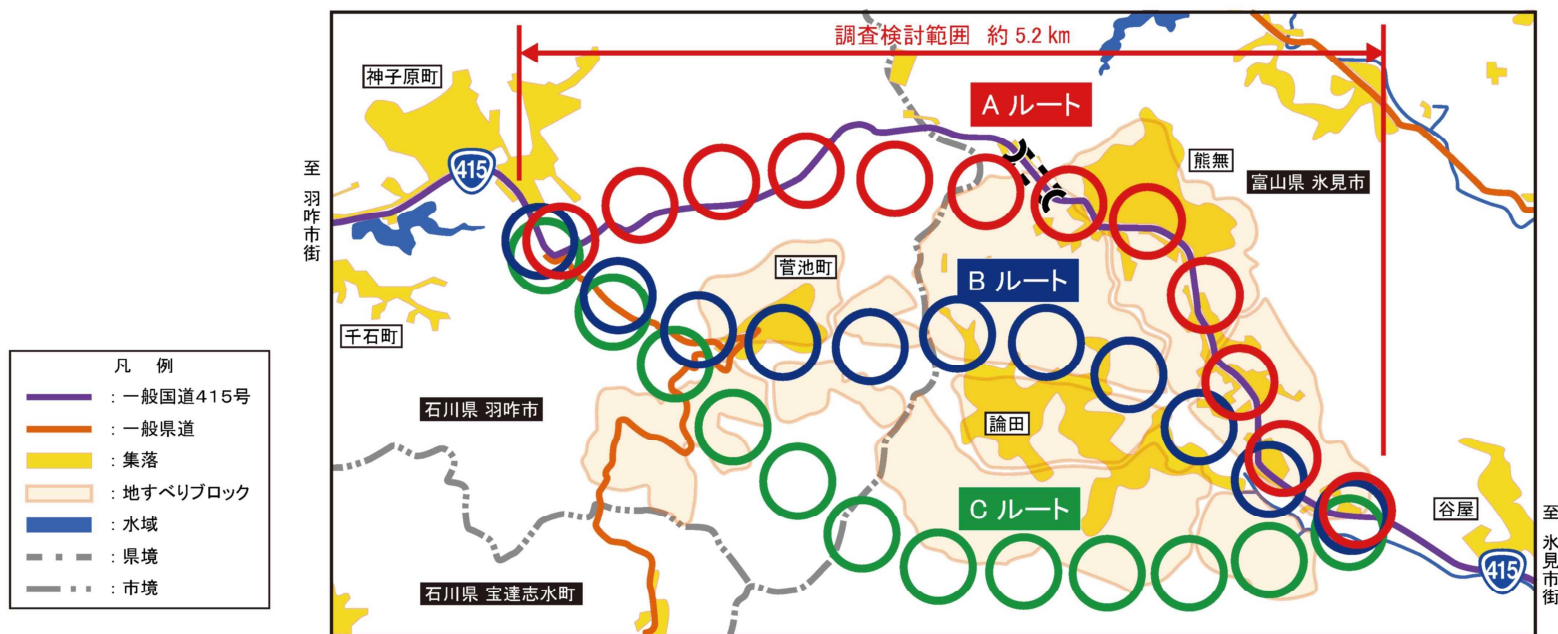 調査検討範囲 約5.2km
神子原町
Aルート
415
熊無
富山県 氷見市
至 羽咋市街
菅池町
Bルート
千石町
凡 例
：一般国道415号
：一般県道
：集落
：地すべりブロック
：水域
：県境
：市境
石川県 羽咋市
論田
Cルート
谷屋
至 氷見市街
415
石川県 宝達志水町